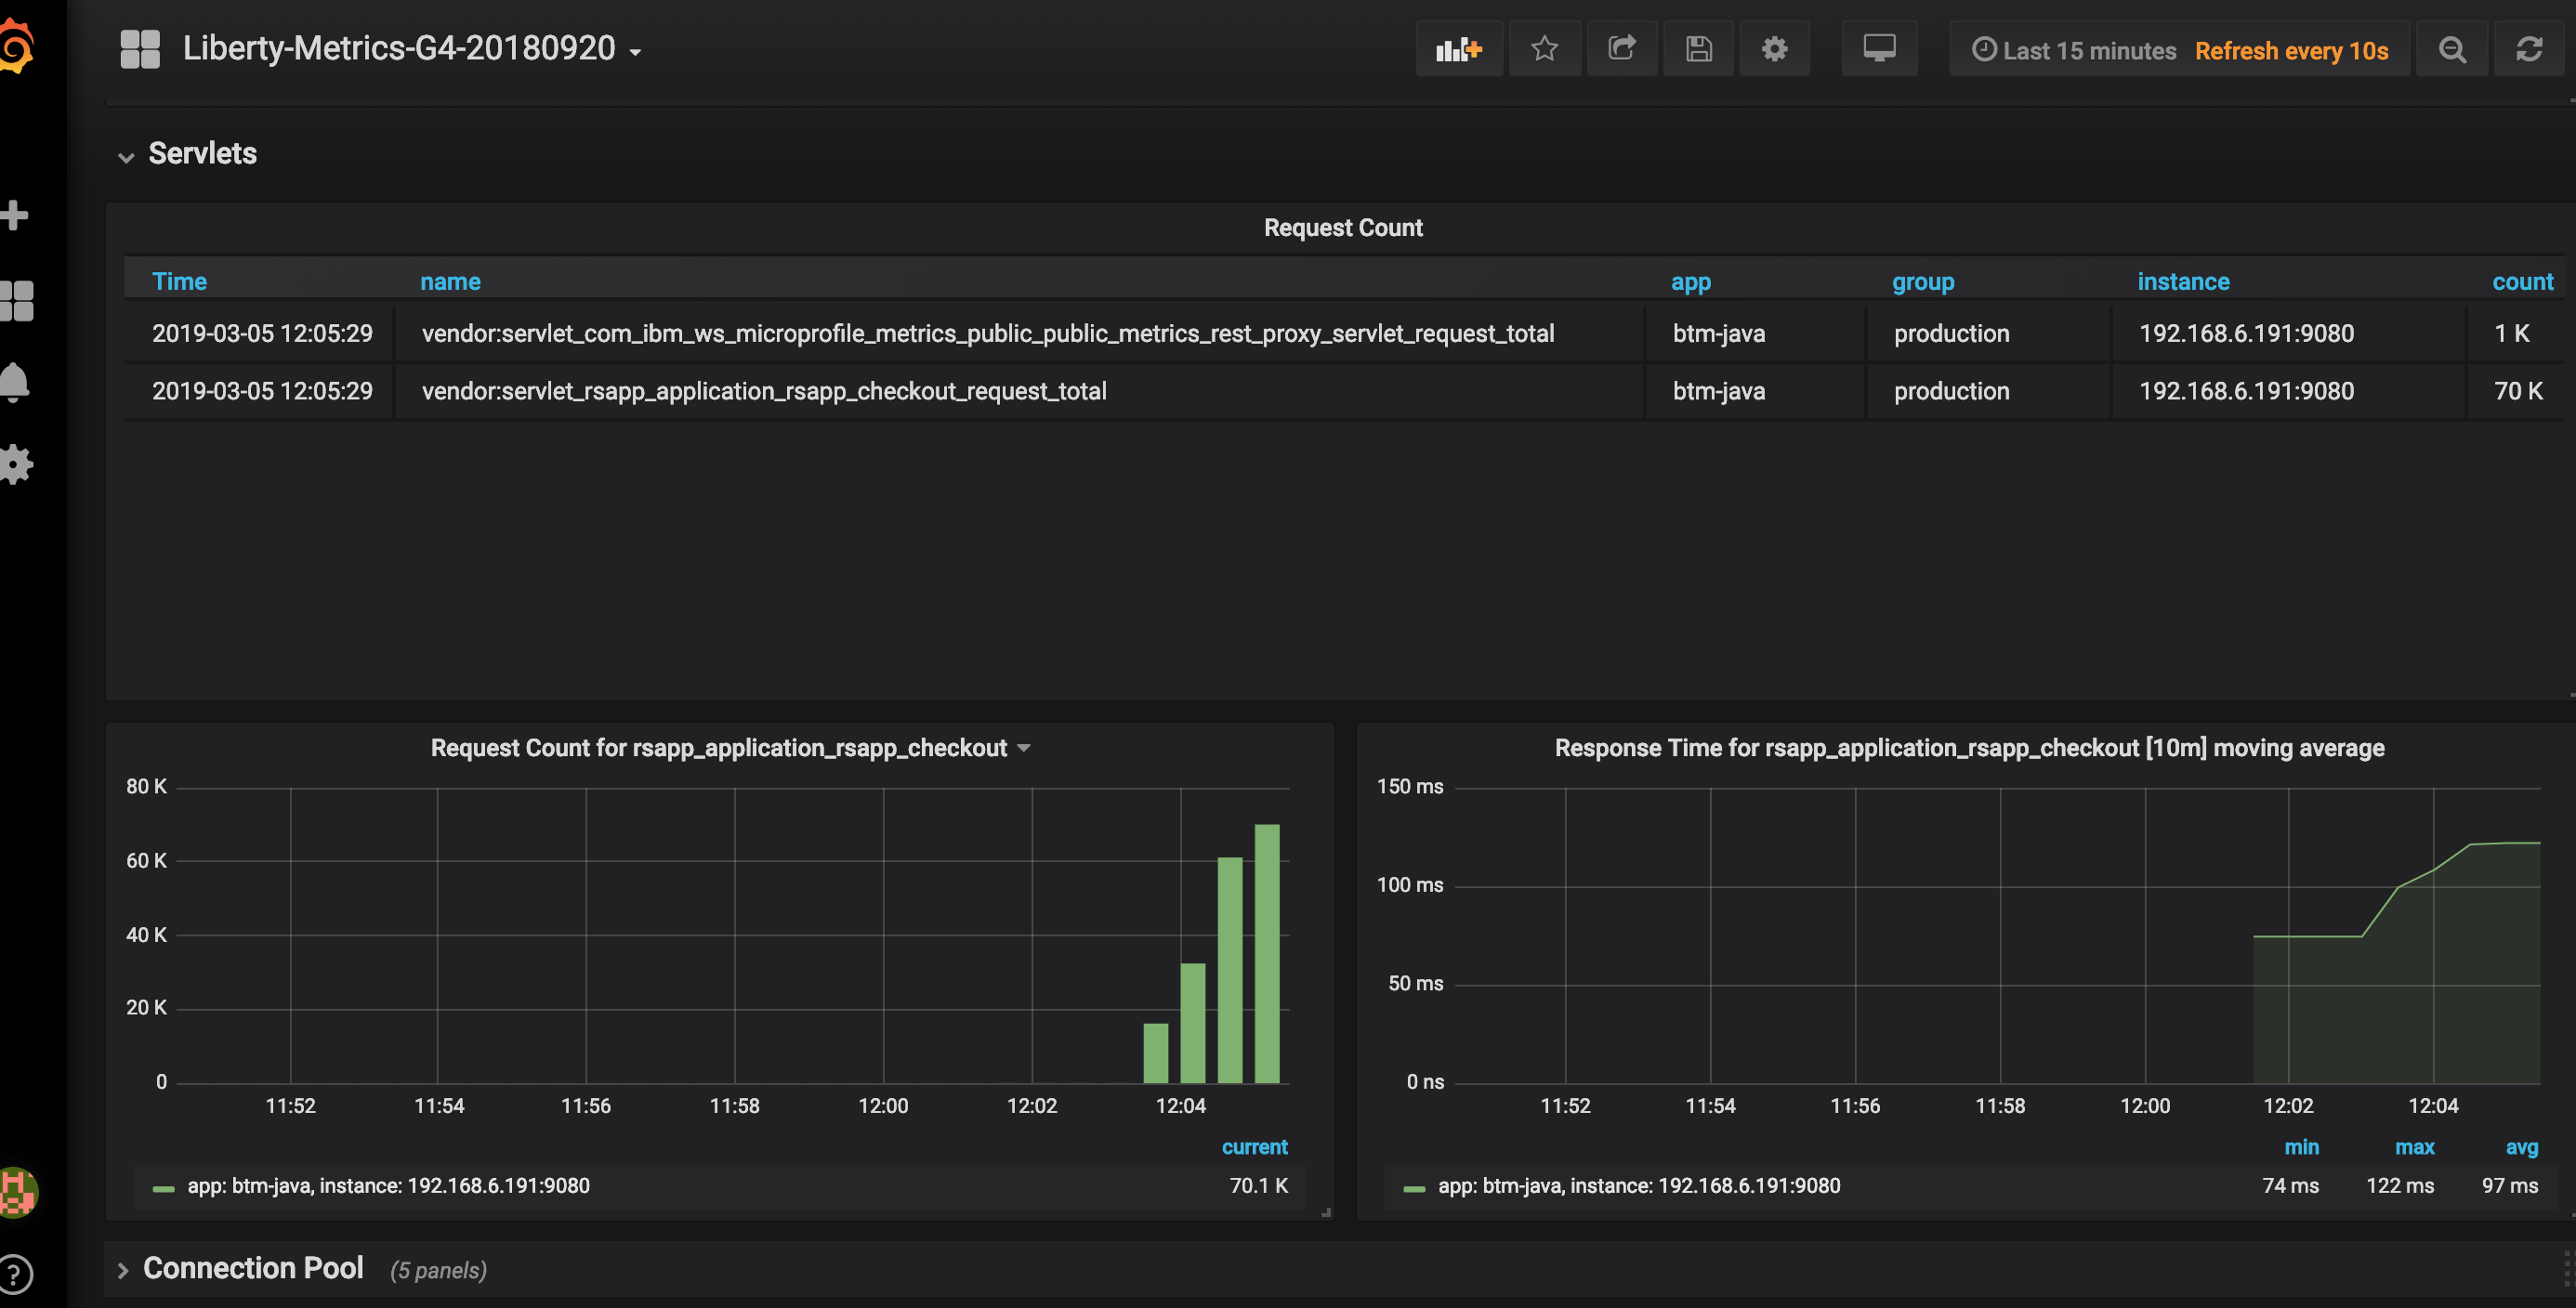 Liberty-Metrics-G4-20180920
Last 15 minutes Refresh every 10s
Servlets
Request Count
Time name app group instance count
2019-03-05 12:05:29 vendor:servlet_com_ibm_ws_microprofile_metrics_public_public_metrics_rest_proxy_servlet_request_total btm-java production 192.168.6.191:9080 1 K
2019-03-05 12:05:29 vendor:servlet_rsapp_application_rsapp_checkout_request_total btm-java production 192.168.6.191:9080 70 K
Request Count for rsapp_application_rsapp_checkout
80 K
60 K
40 K
20 K
0
11:52 11:54 11:56 11:58 12:00 12:02 12:04
current
app: btm-java, instance: 192.168.6.191:9080 70.1 K
Response Time for rsapp_application_rsapp_checkout [10m] moving average
150 ms
100 ms
50 ms
0 ns
11:52 11:54 11:56 11:58 12:00 12:02 12:04
min max avg
app: btm-java, instance: 192.168.6.191:9080 74 ms 122 ms 97 ms
Connection Pool (5 panels)